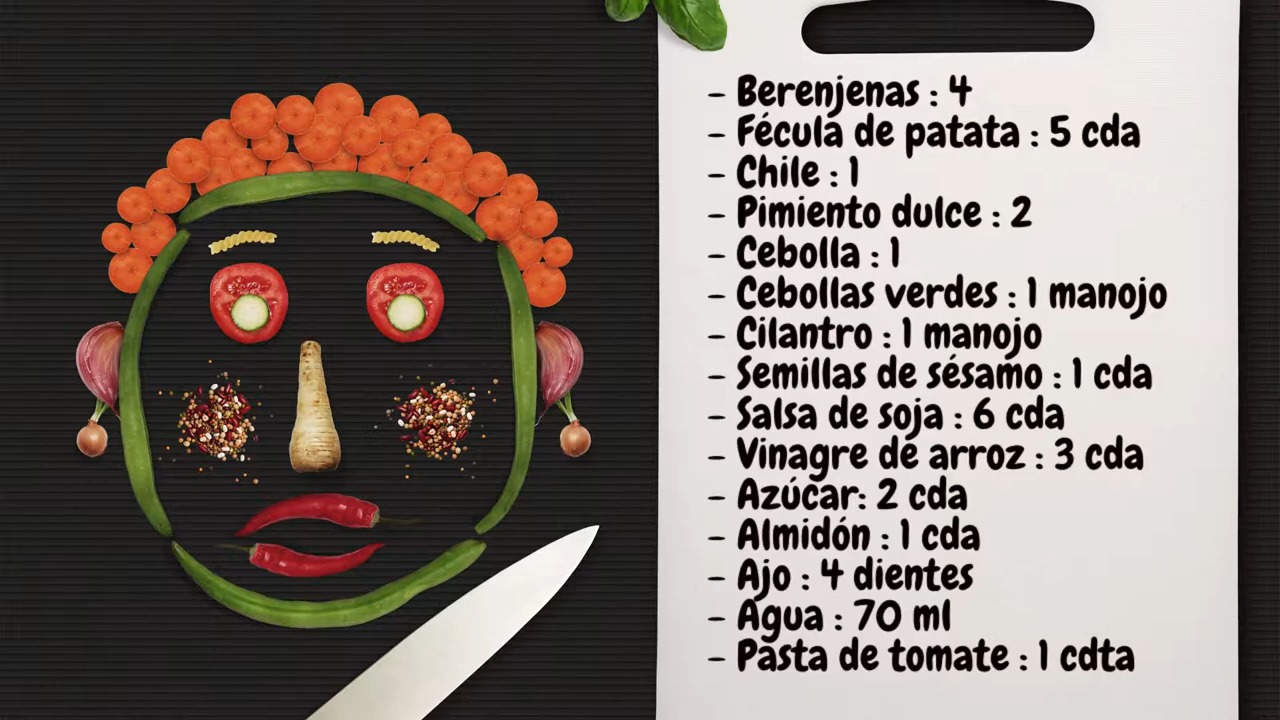 - Berenjenas : 4
- Fécula de patata : 5 cda
- Chile : 1
- Pimiento dulce : 2
- Cebolla : 1
- Cebollas verdes : 1 manojo
- Cilantro : 1 manojo
- Semillas de sésamo : 1 cda
- Salsa de soja : 6 cda
- Vinagre de arroz : 3 cda
- Azúcar: 2 cda
- Almidón : 1 cda
- Ajo : 4 dientes
- Agua : 70 ml
- Pasta de tomate : 1 cdta